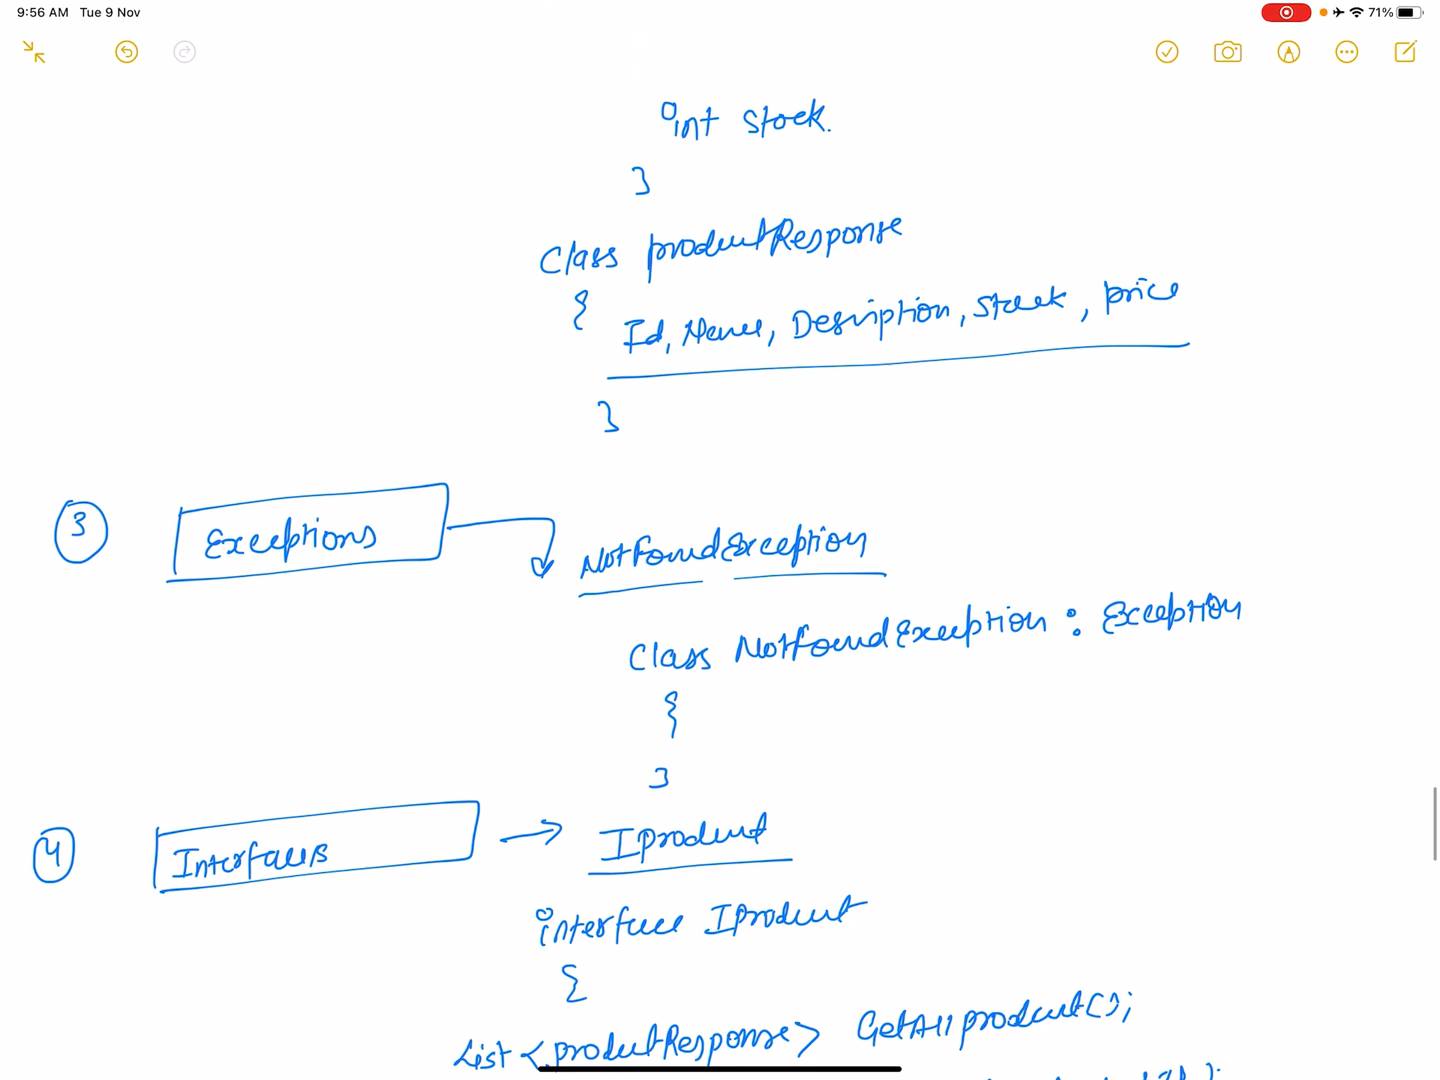 9:56 AM Tue 9 Nov
71%
int stock.
}
Class productResponse
{
Id, Name, Description, Stock, price
}
3
Exceptions
NotFoundException
Class NotFoundException : Exception
{
}
4
Interfaces
Iproduct
interface Iproduct
{
List <productResponse> GetAllproduct();